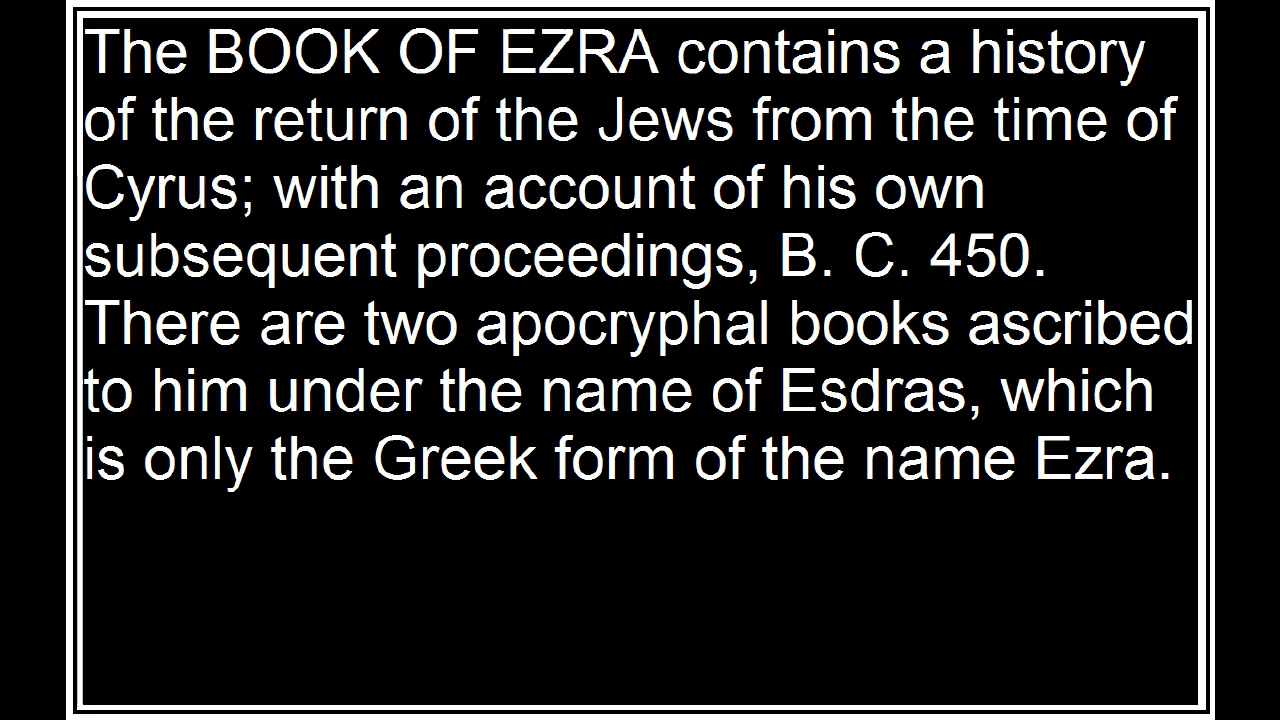 The BOOK OF EZRA contains a history
of the return of the Jews from the time of
Cyrus; with an account of his own
subsequent proceedings, B. C. 450.
There are two apocryphal books ascribed
to him under the name of Esdras, which
is only the Greek form of the name Ezra.